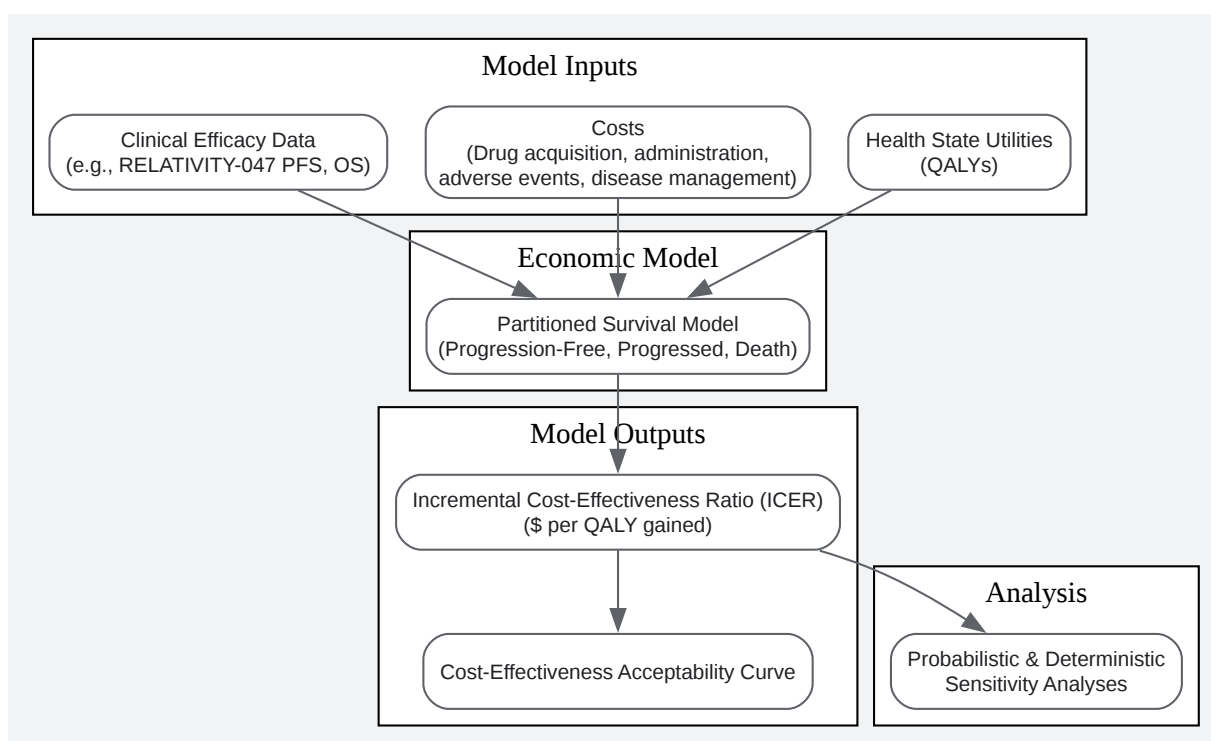 Model Inputs
Clinical Efficacy Data
(e.g., RELATIVITY-047 PFS, OS)
Costs
(Drug acquisition, administration,
adverse events, disease management)
Health State Utilities
(QALYs)
Economic Model
Partitioned Survival Model
(Progression-Free, Progressed, Death)
Model Outputs
Incremental Cost-Effectiveness Ratio (ICER)
($ per QALY gained)
Cost-Effectiveness Acceptability Curve
Analysis
Probabilistic & Deterministic
Sensitivity Analyses